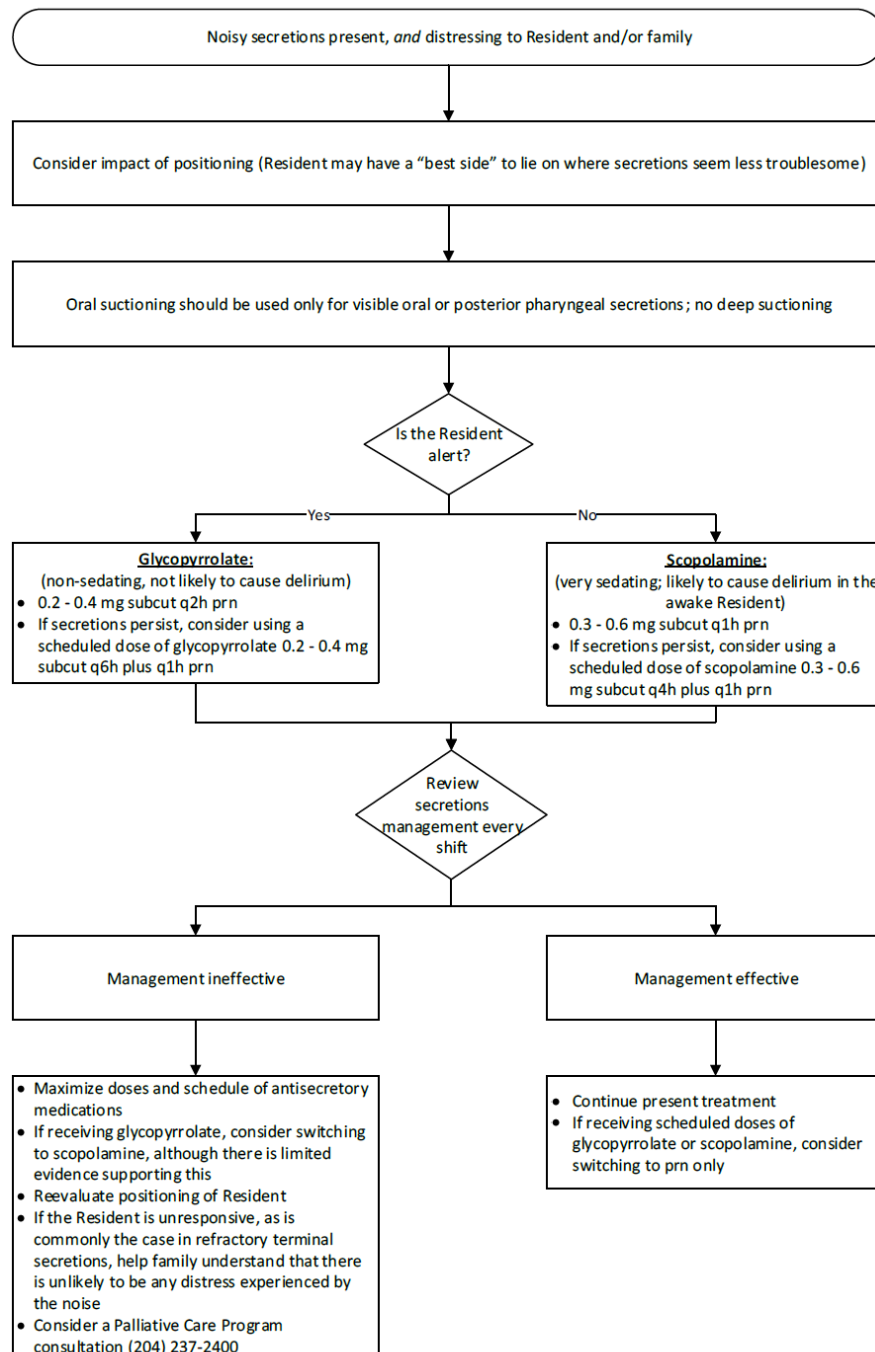 Noisy secretions present, and distressing to Resident and/or family
Consider impact of positioning (Resident may have a “best side” to lie on where secretions seem less troublesome)
Oral suctioning should be used only for visible oral or posterior pharyngeal secretions; no deep suctioning
Is the Resident
alert?
Yes
No
Glycopyrrolate:
(non-sedating, not likely to cause delirium)
• 0.2 - 0.4 mg subcut q2h prn
• If secretions persist, consider using a
scheduled dose of glycopyrrolate 0.2 - 0.4 mg
subcut q6h plus q1h prn
Scopolamine:
(very sedating; likely to cause delirium in the
awake Resident)
• 0.3 - 0.6 mg subcut q1h prn
• If secretions persist, consider using a
scheduled dose of scopolamine 0.3 - 0.6
mg subcut q4h plus q1h prn
Review
secretions
management every
shift
Management ineffective
Management effective
• Maximize doses and schedule of antisecretory
medications
• If receiving glycopyrrolate, consider switching
to scopolamine, although there is limited
evidence supporting this
• Reevaluate positioning of Resident
• If the Resident is unresponsive, as is
commonly the case in refractory terminal
secretions, help family understand that there
is unlikely to be any distress experienced by
the noise
• Consider a Palliative Care Program
consultation (204) 237-2400
• Continue present treatment
• If receiving scheduled doses of
glycopyrrolate or scopolamine, consider
switching to prn only